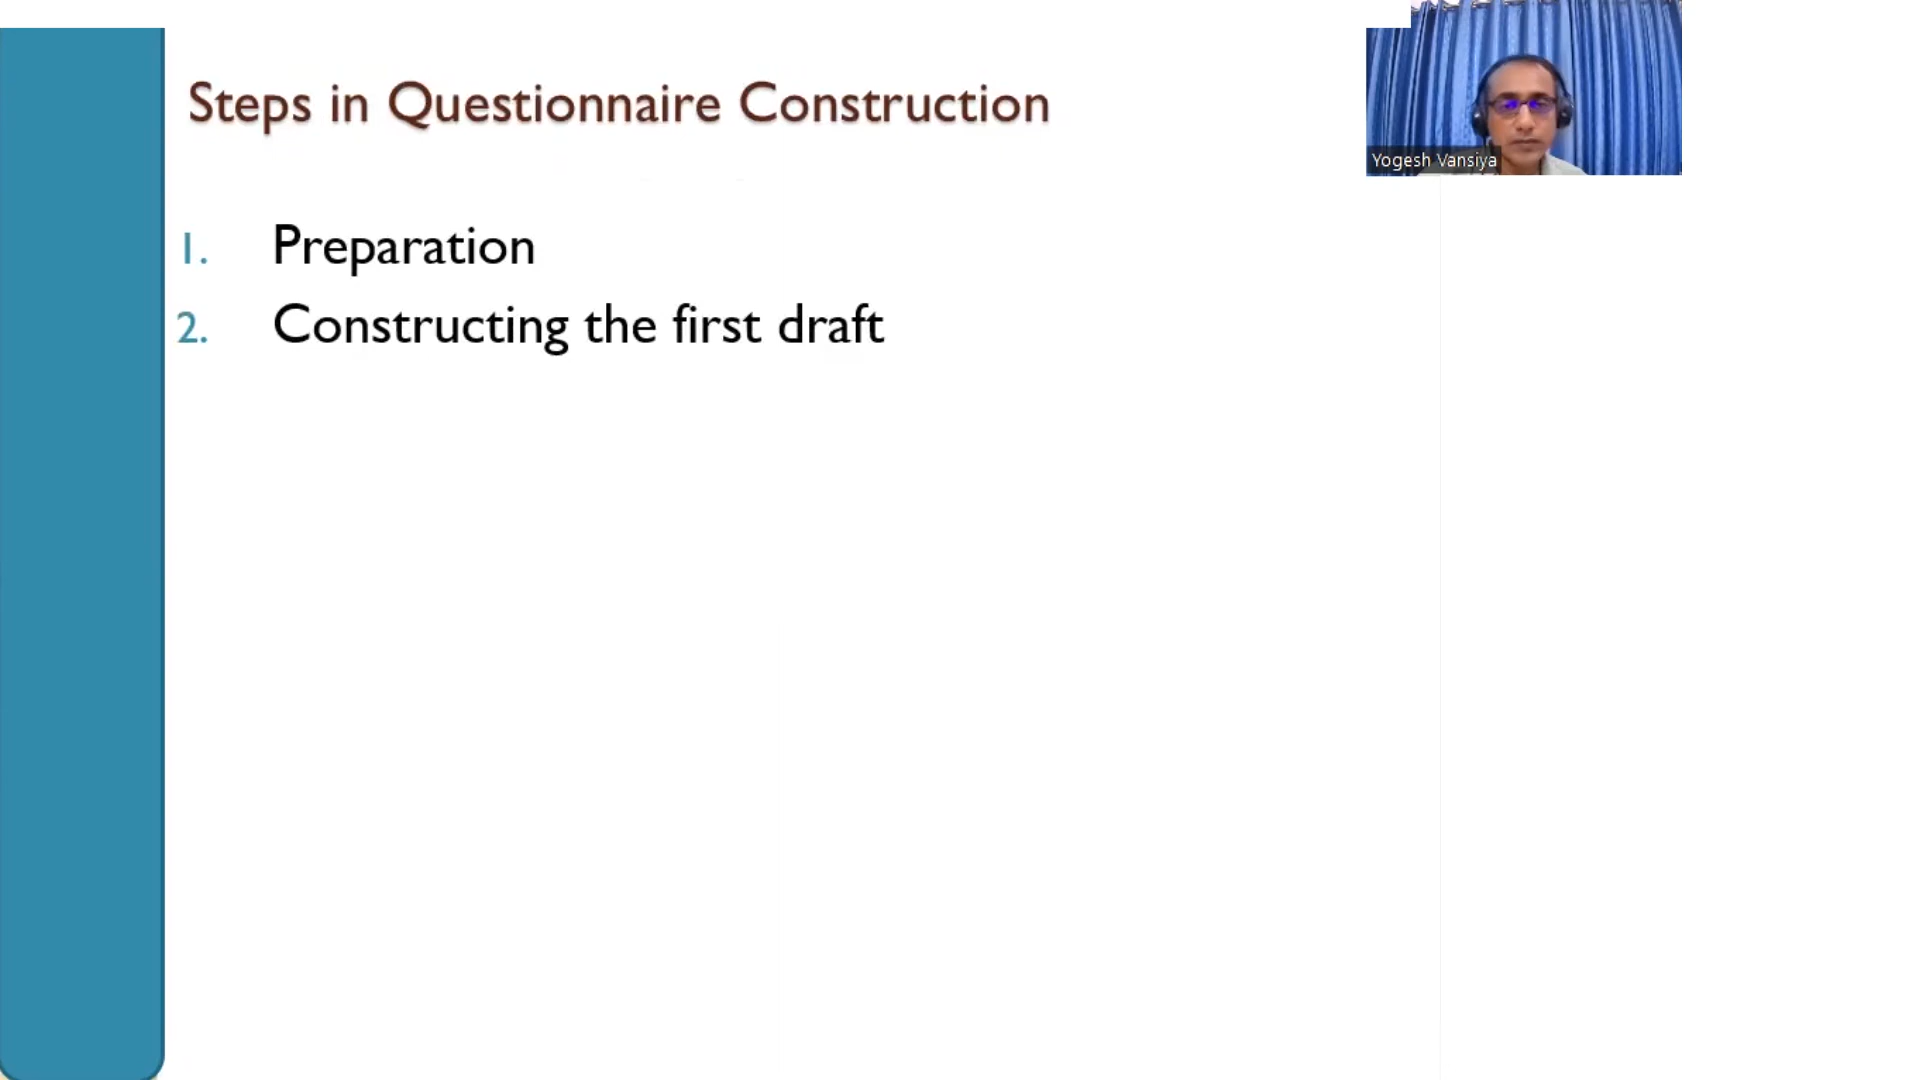 Steps in Questionnaire Construction
Yogesh Vansiya
1. Preparation
2. Constructing the first draft